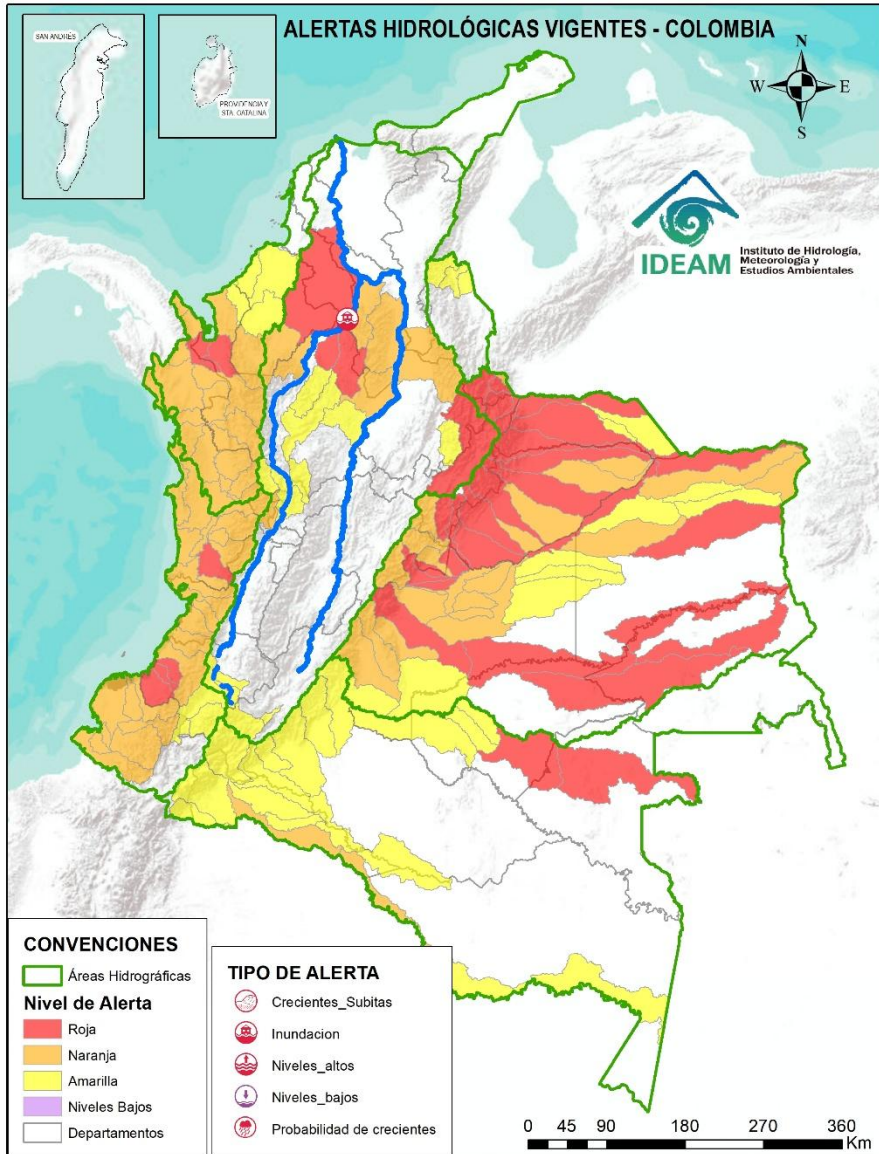 ALERTAS HIDROLÓGICAS VIGENTES - COLOMBIA
SAN ANDRÉS
PROVIDENCIA Y
STA. CATALINA
N
W
E
S
IDEAM
Instituto de Hidrología,
Meteorología y
Estudios Ambientales
CONVENCIONES
Áreas Hidrográficas
Nivel de Alerta
Roja
Naranja
Amarilla
Niveles Bajos
Departamentos
TIPO DE ALERTA
Crecientes_Subitas
Inundacion
Niveles_altos
Niveles_bajos
Probabilidad de crecientes
0 45 90 180 270 360
Km